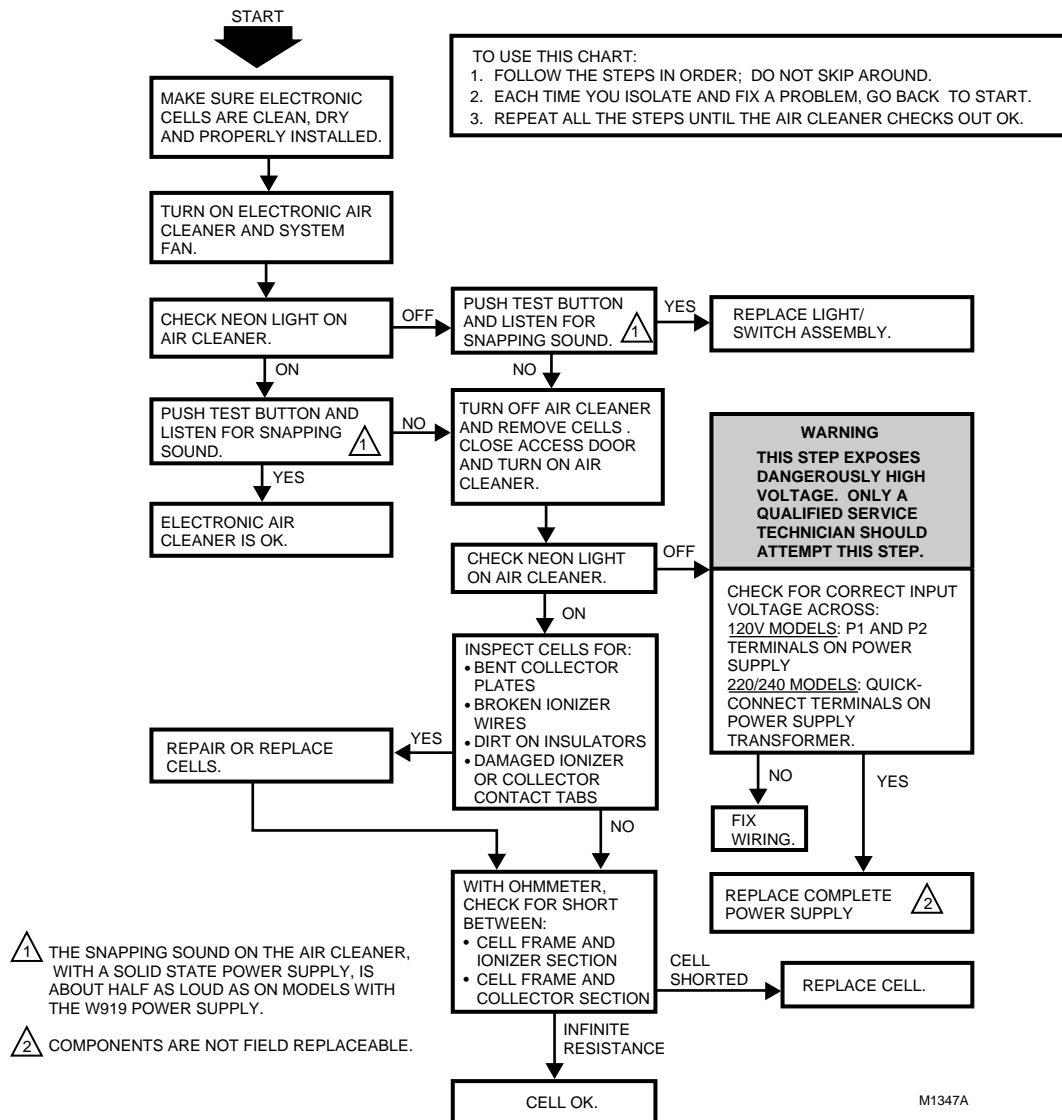 START
TO USE THIS CHART:
1. FOLLOW THE STEPS IN ORDER; DO NOT SKIP AROUND.
2. EACH TIME YOU ISOLATE AND FIX A PROBLEM, GO BACK TO START.
3. REPEAT ALL THE STEPS UNTIL THE AIR CLEANER CHECKS OUT OK.
MAKE SURE ELECTRONIC
CELLS ARE CLEAN, DRY
AND PROPERLY INSTALLED.
TURN ON ELECTRONIC AIR
CLEANER AND SYSTEM
FAN.
CHECK NEON LIGHT ON
AIR CLEANER.
OFF
PUSH TEST BUTTON
AND LISTEN FOR
SNAPPING SOUND. 1
YES
REPLACE LIGHT/
SWITCH ASSEMBLY.
ON
NO
PUSH TEST BUTTON AND
LISTEN FOR SNAPPING
SOUND. 1
NO
TURN OFF AIR CLEANER
AND REMOVE CELLS .
CLOSE ACCESS DOOR
AND TURN ON AIR
CLEANER.
YES
ELECTRONIC AIR
CLEANER IS OK.
CHECK NEON LIGHT
ON AIR CLEANER.
OFF
WARNING
THIS STEP EXPOSES
DANGEROUSLY HIGH
VOLTAGE. ONLY A
QUALIFIED SERVICE
TECHNICIAN SHOULD
ATTEMPT THIS STEP.
CHECK FOR CORRECT INPUT
VOLTAGE ACROSS:
120V MODELS: P1 AND P2
TERMINALS ON POWER
SUPPLY
220/240 MODELS: QUICK-
CONNECT TERMINALS ON
POWER SUPPLY
TRANSFORMER.
ON
INSPECT CELLS FOR:
• BENT COLLECTOR
PLATES
• BROKEN IONIZER
WIRES
• DIRT ON INSULATORS
• DAMAGED IONIZER
OR COLLECTOR
CONTACT TABS
YES
REPAIR OR REPLACE
CELLS.
NO
NO
FIX
WIRING.
YES
REPLACE COMPLETE
POWER SUPPLY 2
WITH OHMMETER,
CHECK FOR SHORT
BETWEEN:
• CELL FRAME AND
IONIZER SECTION
• CELL FRAME AND
COLLECTOR SECTION
CELL
SHORTED
REPLACE CELL.
INFINITE
RESISTANCE
CELL OK.
1 THE SNAPPING SOUND ON THE AIR CLEANER,
WITH A SOLID STATE POWER SUPPLY, IS
ABOUT HALF AS LOUD AS ON MODELS WITH
THE W919 POWER SUPPLY.
2 COMPONENTS ARE NOT FIELD REPLACEABLE.
M1347A